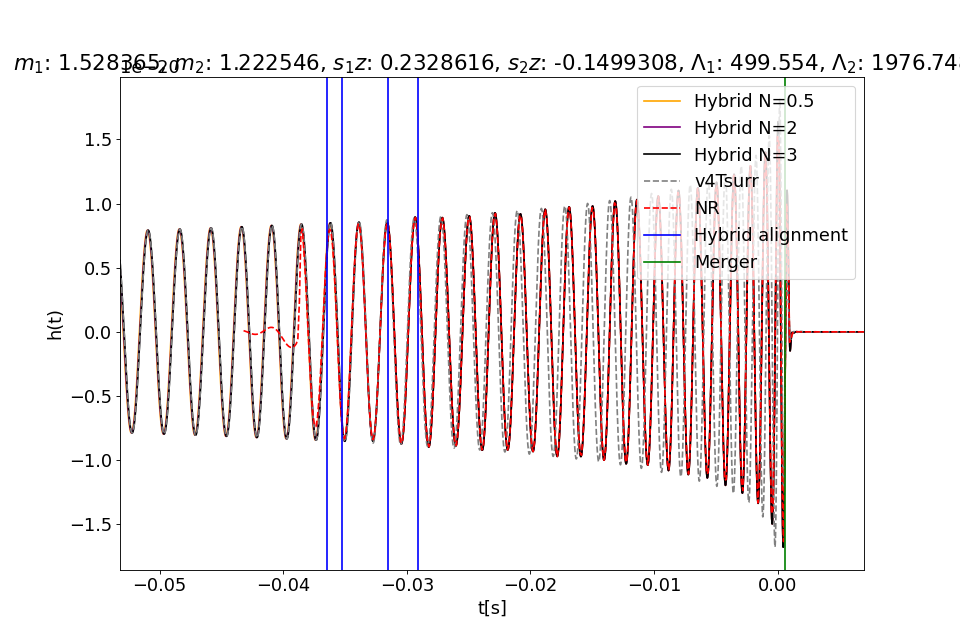 m₁: 1.528365, m₂: 1.222546, s₁z: 0.2328616, s₂z: -0.1499308, Λ₁: 499.554, Λ₂: 1976.748
1e−20
Hybrid N=0.5
Hybrid N=2
Hybrid N=3
v4Tsurr
NR
Hybrid alignment
Merger
1.5
1.0
0.5
0.0
−0.5
−1.0
−1.5
h(t)
−0.05 −0.04 −0.03 −0.02 −0.01 0.00
t[s]